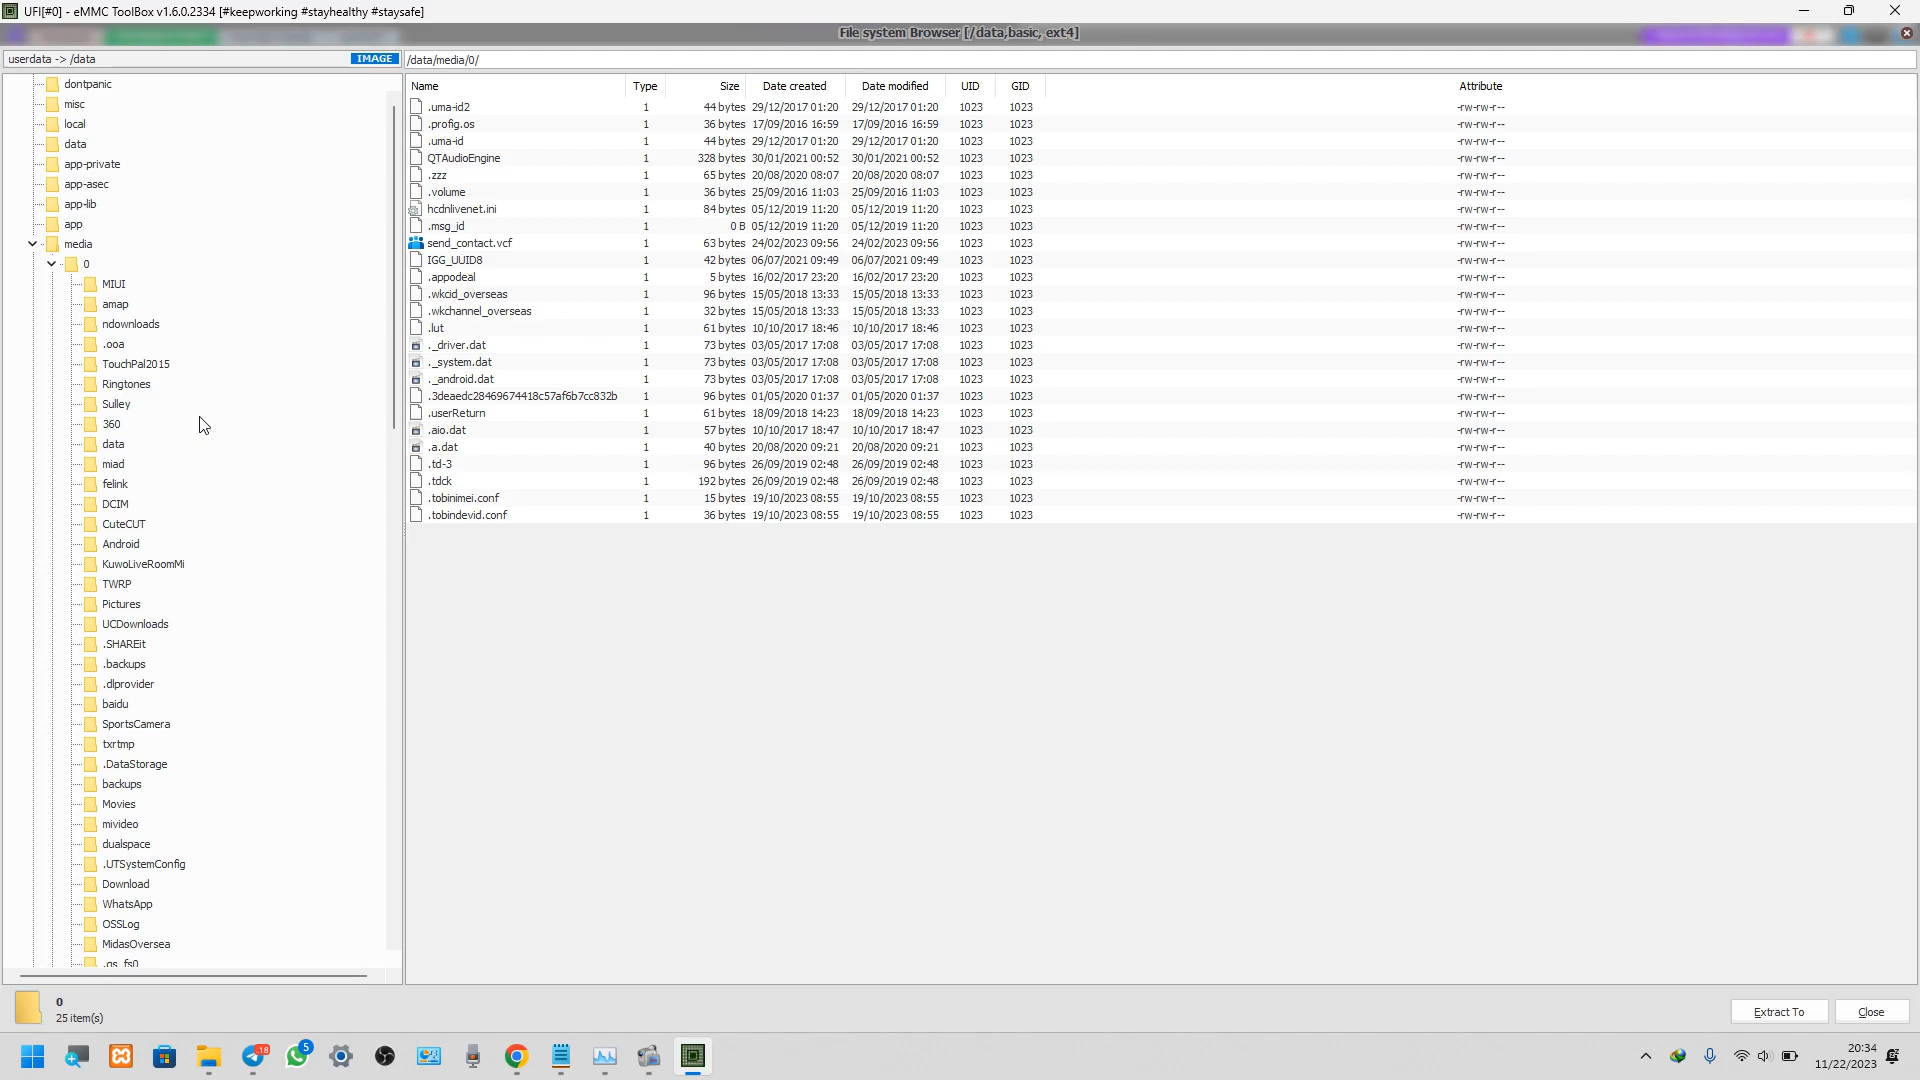 UFI[#0] - eMMC ToolBox v1.6.0.2334 [#keepworking #stayhealthy #staysafe]
File system Browser [/data,basic, ext4]
userdata -> /data IMAGE /data/media/0/
dontpanic
misc
local
data
app-private
app-asec
app-lib
app
media
0
MIUI
amap
ndownloads
.ooa
TouchPal2015
Ringtones
Sulley
360
data
miad
felink
DCIM
CuteCUT
Android
KuwoLiveRoomMi
TWRP
Pictures
UCDownloads
.SHAREit
.backups
.dlprovider
baidu
SportsCamera
txrtmp
.DataStorage
backups
Movies
mivideo
dualspace
.UTSystemConfig
Download
WhatsApp
OSSLog
MidasOversea
.gs_fs0
Name Type Size Date created Date modified UID GID Attribute
.uma-id2 1 44 bytes 29/12/2017 01:20 29/12/2017 01:20 1023 1023 -rw-rw-r--
.profig.os 1 36 bytes 17/09/2016 16:59 17/09/2016 16:59 1023 1023 -rw-rw-r--
.uma-id 1 44 bytes 29/12/2017 01:20 29/12/2017 01:20 1023 1023 -rw-rw-r--
QTAudioEngine 1 328 bytes 30/01/2021 00:52 30/01/2021 00:52 1023 1023 -rw-rw-r--
.zzz 1 65 bytes 20/08/2020 08:07 20/08/2020 08:07 1023 1023 -rw-rw-r--
.volume 1 36 bytes 25/09/2016 11:03 25/09/2016 11:03 1023 1023 -rw-rw-r--
hcdnlivenet.ini 1 84 bytes 05/12/2019 11:20 05/12/2019 11:20 1023 1023 -rw-rw-r--
.msg_id 1 0 B 05/12/2019 11:20 05/12/2019 11:20 1023 1023 -rw-rw-r--
send_contact.vcf 1 63 bytes 24/02/2023 09:56 24/02/2023 09:56 1023 1023 -rw-rw-r--
IGG_UUID8 1 42 bytes 06/07/2021 09:49 06/07/2021 09:49 1023 1023 -rw-rw-r--
.appodeal 1 5 bytes 16/02/2017 23:20 16/02/2017 23:20 1023 1023 -rw-rw-r--
.wkcid_overseas 1 96 bytes 15/05/2018 13:33 15/05/2018 13:33 1023 1023 -rw-rw-r--
.wkchannel_overseas 1 32 bytes 15/05/2018 13:33 15/05/2018 13:33 1023 1023 -rw-rw-r--
.lut 1 61 bytes 10/10/2017 18:46 10/10/2017 18:46 1023 1023 -rw-rw-r--
._driver.dat 1 73 bytes 03/05/2017 17:08 03/05/2017 17:08 1023 1023 -rw-rw-r--
._system.dat 1 73 bytes 03/05/2017 17:08 03/05/2017 17:08 1023 1023 -rw-rw-r--
._android.dat 1 73 bytes 03/05/2017 17:08 03/05/2017 17:08 1023 1023 -rw-rw-r--
.3deaedc28469674418c57af6b7cc832b 1 96 bytes 01/05/2020 01:37 01/05/2020 01:37 1023 1023 -rw-rw-r--
.userReturn 1 61 bytes 18/09/2018 14:23 18/09/2018 14:23 1023 1023 -rw-rw-r--
.aio.dat 1 57 bytes 10/10/2017 18:47 10/10/2017 18:47 1023 1023 -rw-rw-r--
.a.dat 1 40 bytes 20/08/2020 09:21 20/08/2020 09:21 1023 1023 -rw-rw-r--
.td-3 1 96 bytes 26/09/2019 02:48 26/09/2019 02:48 1023 1023 -rw-rw-r--
.tdck 1 192 bytes 26/09/2019 02:48 26/09/2019 02:48 1023 1023 -rw-rw-r--
.tobinimei.conf 1 15 bytes 19/10/2023 08:55 19/10/2023 08:55 1023 1023 -rw-rw-r--
.tobindevid.conf 1 36 bytes 19/10/2023 08:55 19/10/2023 08:55 1023 1023 -rw-rw-r--
0
25 item(s)
Extract To Close
18 5
20:34
11/22/2023